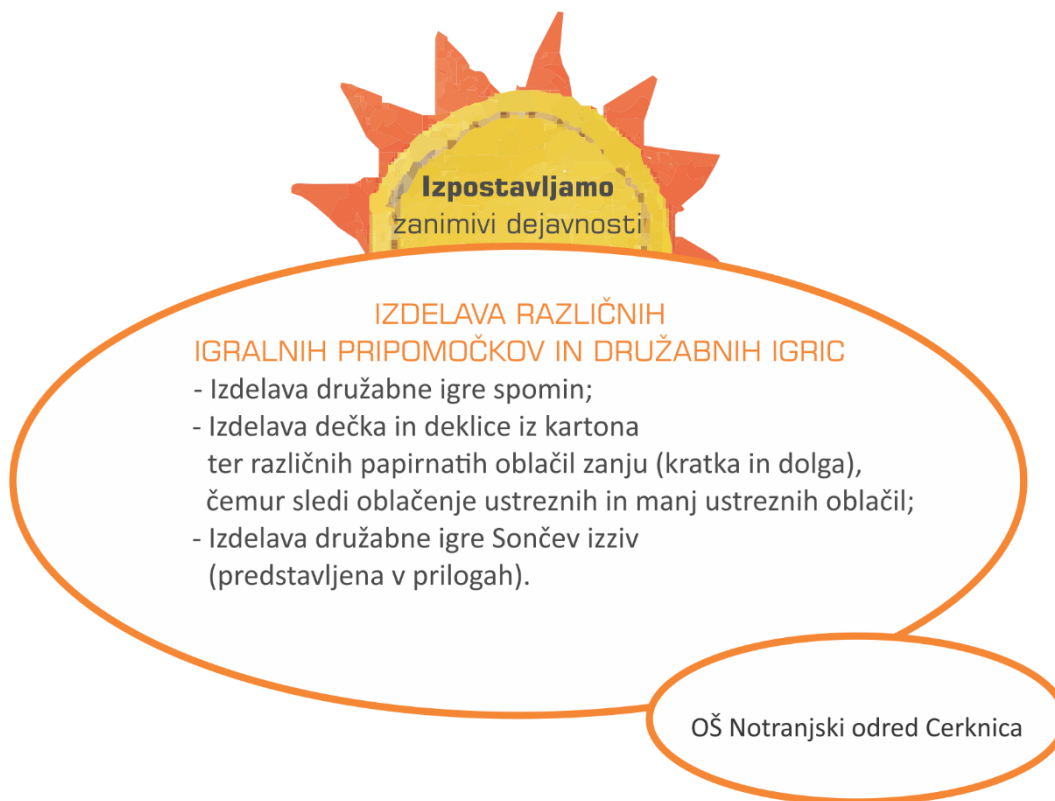 Izpostavljamo
zanimivi dejavnosti
IZDELAVA RAZLIČNIH
IGRALNIH PRIPOMOČKOV IN DRUŽABNIH IGRIC
- Izdelava družabne igre spomin;
- Izdelava dečka in deklice iz kartona
ter različnih papirnatih oblačil zanju (kratka in dolga),
čemur sledi oblačenje ustreznih in manj ustreznih oblačil;
- Izdelava družabne igre Sončev izziv
(predstavljena v prilogah).
OŠ Notranjski odred Cerknica